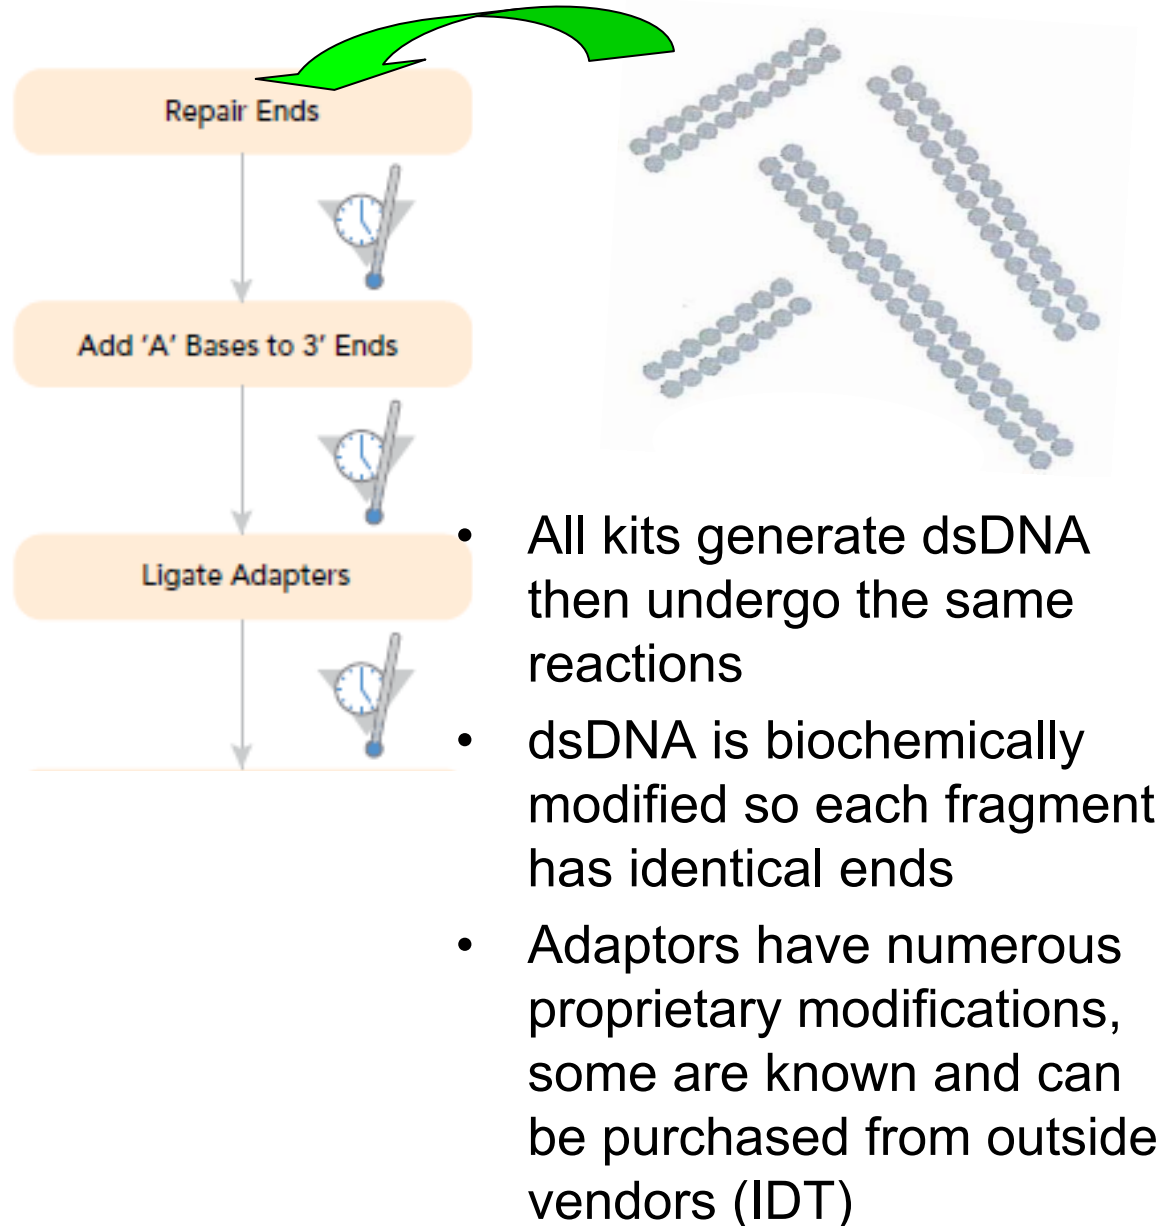 Repair Ends
Add 'A' Bases to 3' Ends
Ligate Adapters
• All kits generate dsDNA
then undergo the same
reactions
• dsDNA is biochemically
modified so each fragment
has identical ends
• Adaptors have numerous
proprietary modifications,
some are known and can
be purchased from outside
vendors (IDT)